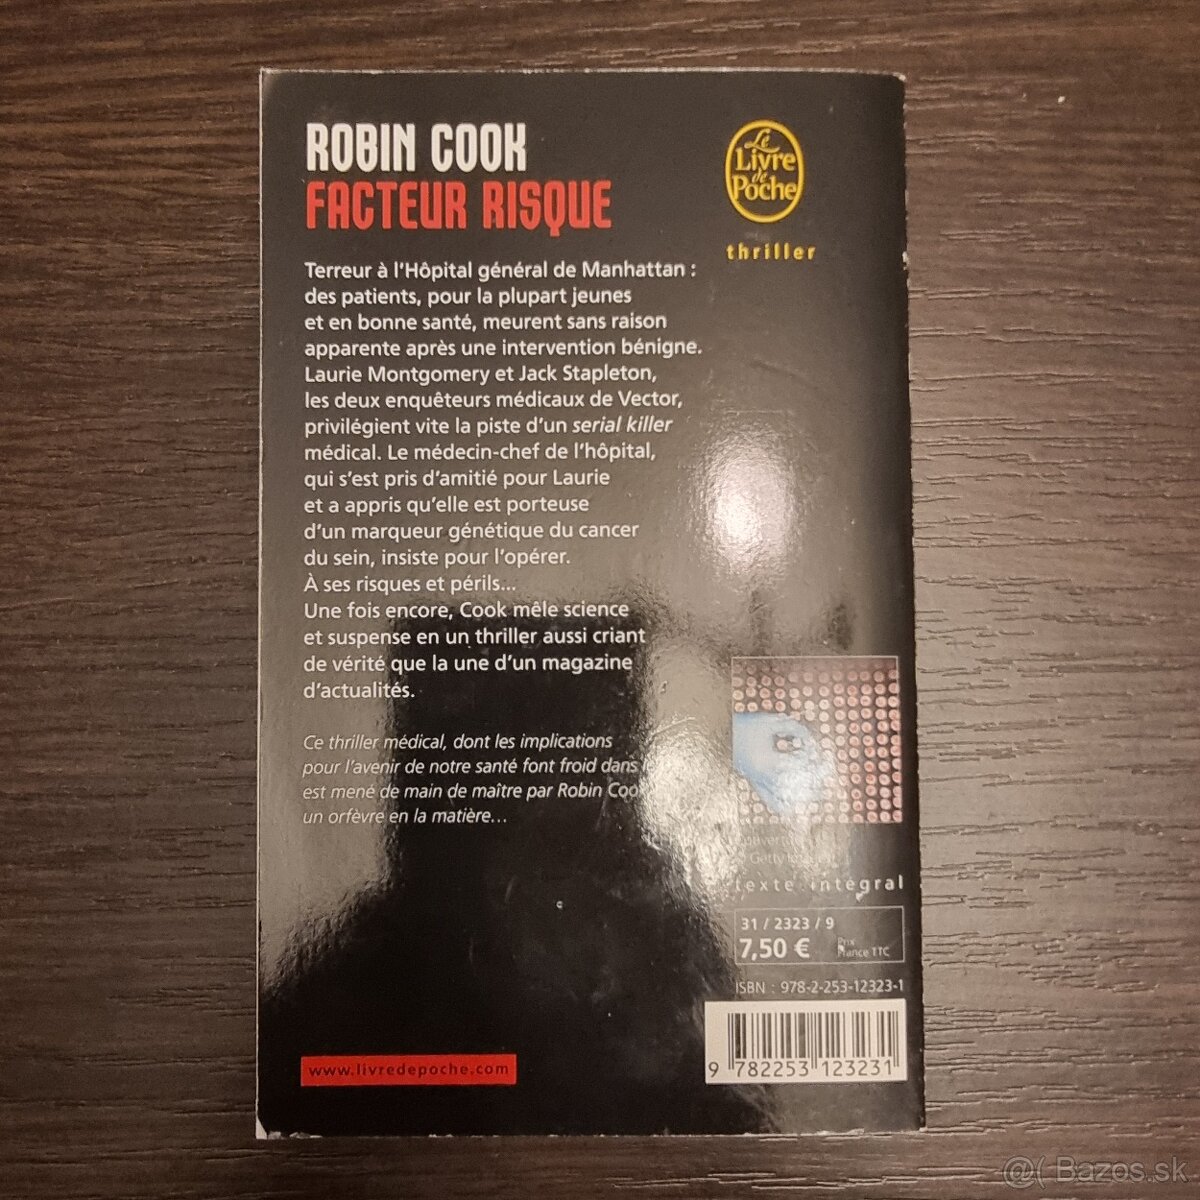 ROBIN COOK
FACTEUR RISQUE
Le
Livre
de
Poche
thriller
Terreur à l'Hôpital général de Manhattan :
des patients, pour la plupart jeunes
et en bonne santé, meurent sans raison
apparente après une intervention bénigne.
Laurie Montgomery et Jack Stapleton,
les deux enquêteurs médicaux de Vector,
privilégient vite la piste d'un serial killer
médical. Le médecin-chef de l'hôpital,
qui s'est pris d'amitié pour Laurie
et a appris qu'elle est porteuse
d'un marqueur génétique du cancer
du sein, insiste pour l'opérer.
À ses risques et périls...
Une fois encore, Cook mêle science
et suspense en un thriller aussi criant
de vérité que la une d'un magazine
d'actualités.
Ce thriller médical, dont les implications
pour l'avenir de notre santé font froid dans
est mené de main de maître par Robin Cook
un orfèvre en la matière…
Getty
texte intégral
31 / 2323 / 9
7,50 €
Prix
France TTC
ISBN : 978-2-253-12323-1
9 782253 123231
www.livredepoche.com
@( Bazos.sk